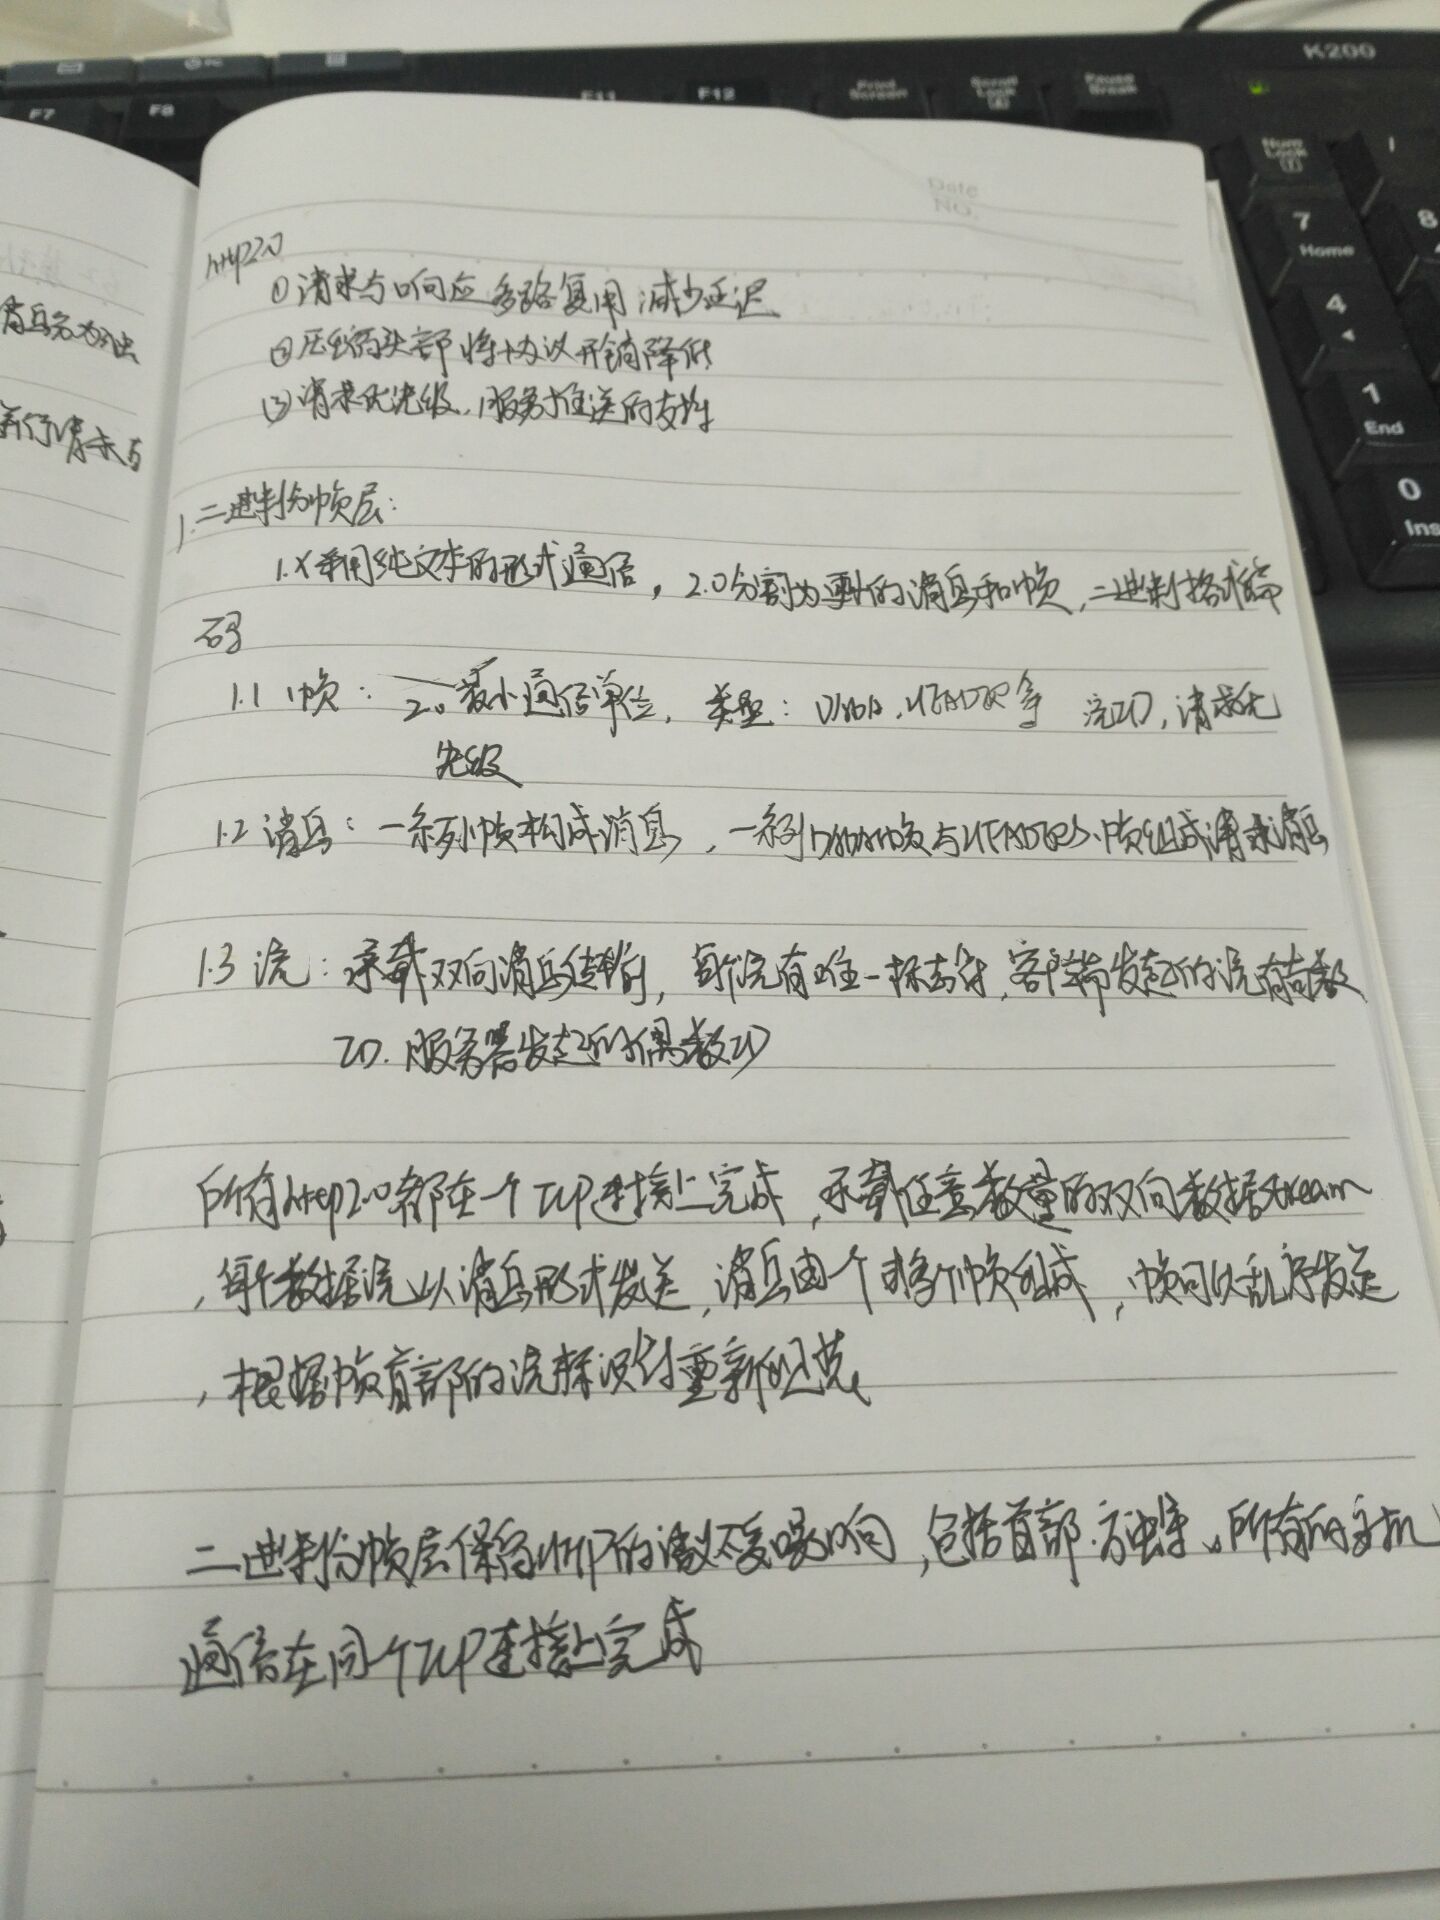 K200
F7
F8
F11
F12
Print Screen
Scroll Lock
Pause Break
Num Lock
7
Home
8
4
1
End
0
Ins
Date
NO.
http2.0
①请求与响应 多路复用 减少延迟
②压缩头部 将协议开销降低
③请求优先级,服务推送的支持
1.二进制分帧层:
1.X采用纯文本的形式通信,2.0分割为更小的消息和帧,二进制格式编
码
1.1 帧: 2.0最小通信单位, 类型: DATA,HEADER等 流ID,请求优
先级
1.2 消息: 一系列帧构成消息, 一系列DATA帧与HEADERS帧组成请求消息
1.3 流: 承载双向消息传输, 每个流有唯一标志符,客户端发起的流有奇数
ID.服务器发起的偶数ID
所有http2.0都在一个TCP连接上完成,承载任意数量的双向数据Stream
,每个数据流以消息形式发送,消息由一个或多个帧组成,帧可以乱序发送
,根据帧首部的流标识符重新组装
二进制分帧层保留HTTP的语义不受影响,包括首部.方法等。所有的主机
通信在同一个TCP连接上完成